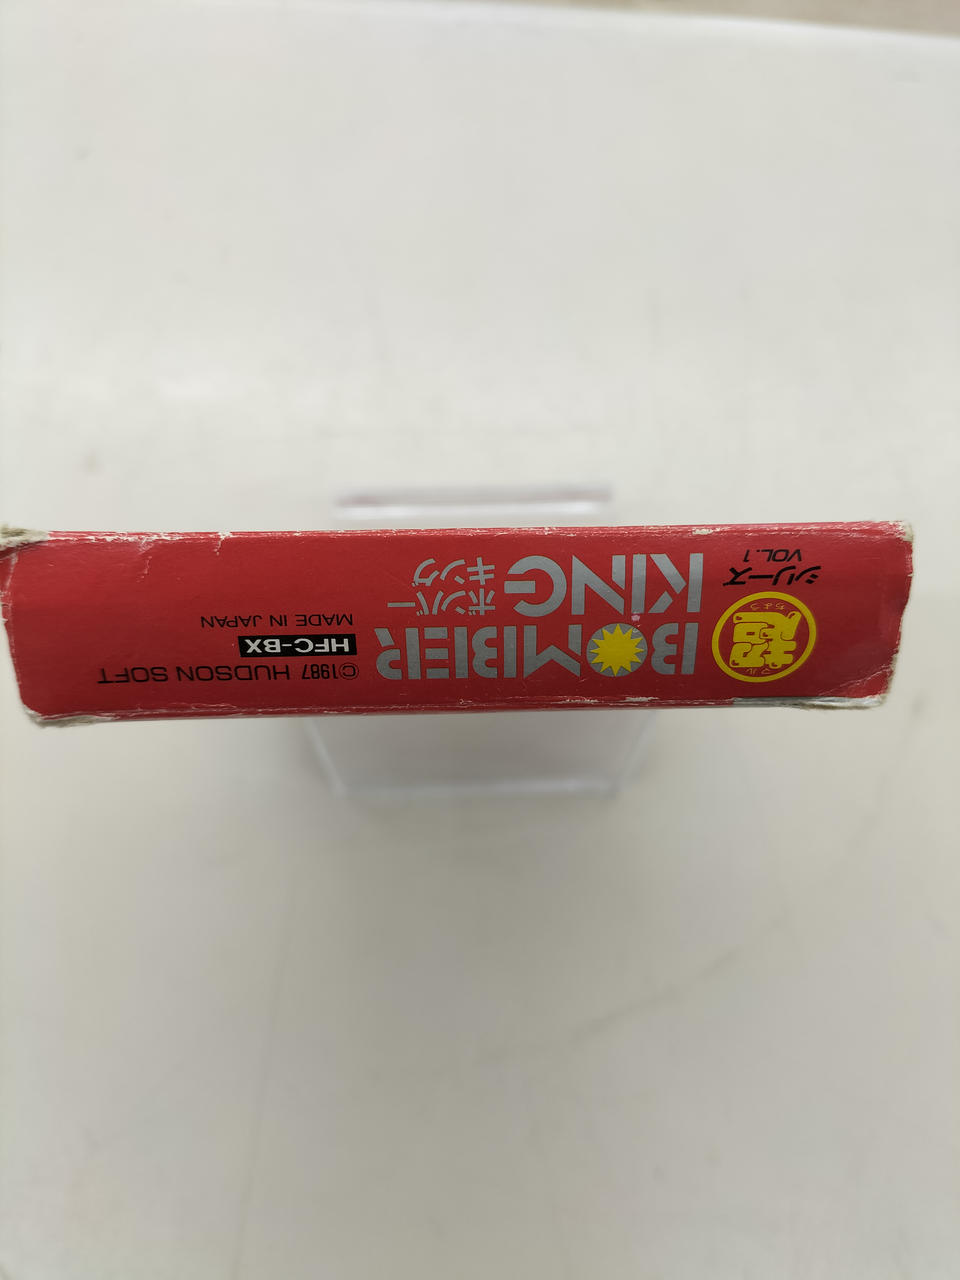 マル
超
ちょう
シリーズ
VOL.1
BOMBER
KING
ボンバー
キング
©1987 HUDSON SOFT
HFC-BX
MADE IN JAPAN